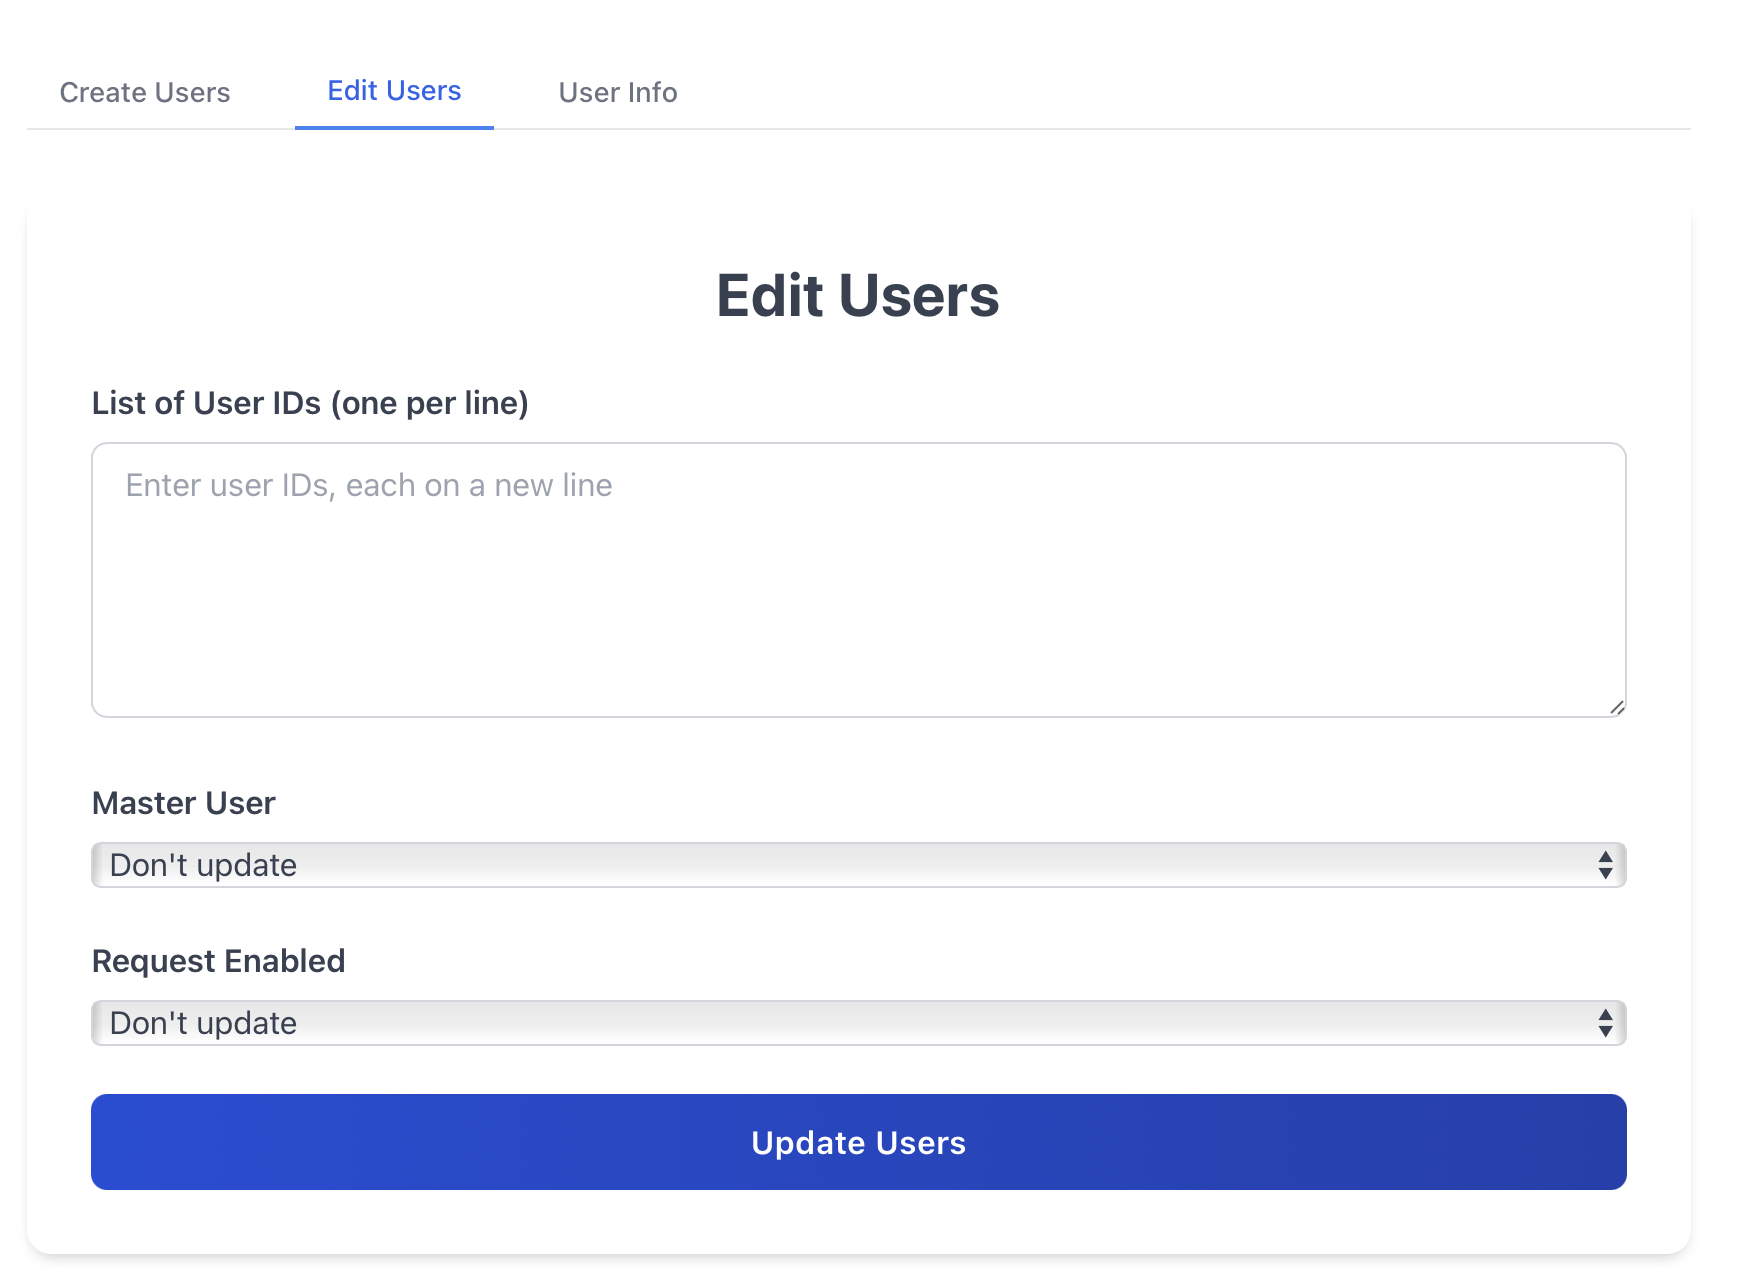 Create Users
Edit Users
User Info
Edit Users
List of User IDs (one per line)
Enter user IDs, each on a new line
Master User
Don't update
Request Enabled
Don't update
Update Users